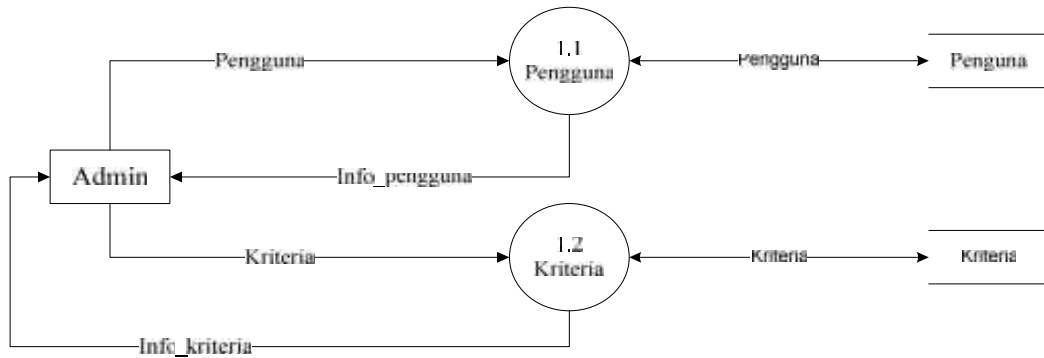 Pengguna
1.1
Pengguna
Pengguna
Penguna
Admin
Info_pengguna
Kriteria
1.2
Kriteria
Kriteria
Kriteria
Info_kriteria